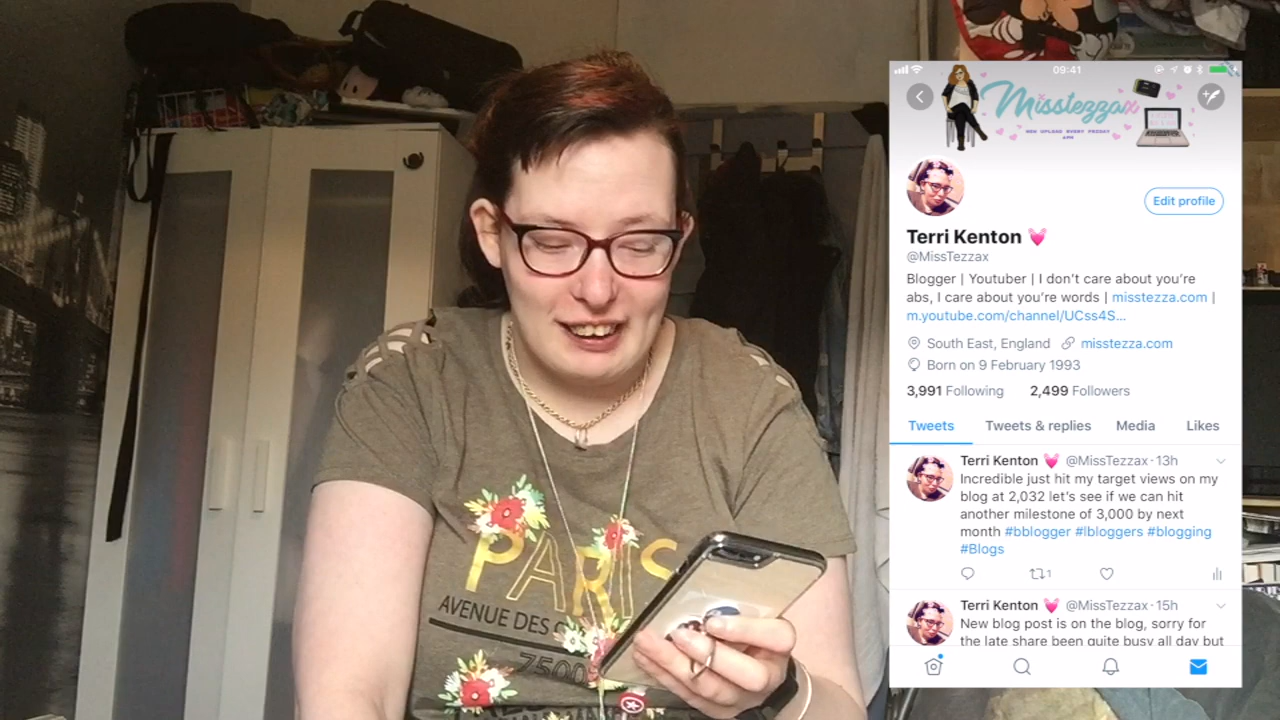 PARIS
AVENUE DES
7500
09:41
Misstezzax
NEW UPLOAD EVERY FRIDAY
4PM
Edit profile
Terri Kenton
@MissTezzax
Blogger | Youtuber | I don't care about you're
abs, I care about you're words | misstezza.com |
m.youtube.com/channel/UCss4S...
South East, England misstezza.com
Born on 9 February 1993
3,991 Following 2,499 Followers
Tweets Tweets & replies Media Likes
Terri Kenton @MissTezzax · 13h
Incredible just hit my target views on my
blog at 2,032 let's see if we can hit
another milestone of 3,000 by next
month #bblogger #lbloggers #blogging
#Blogs
1
Terri Kenton @MissTezzax · 15h
New blog post is on the blog, sorry for
the late share been quite busy all day but